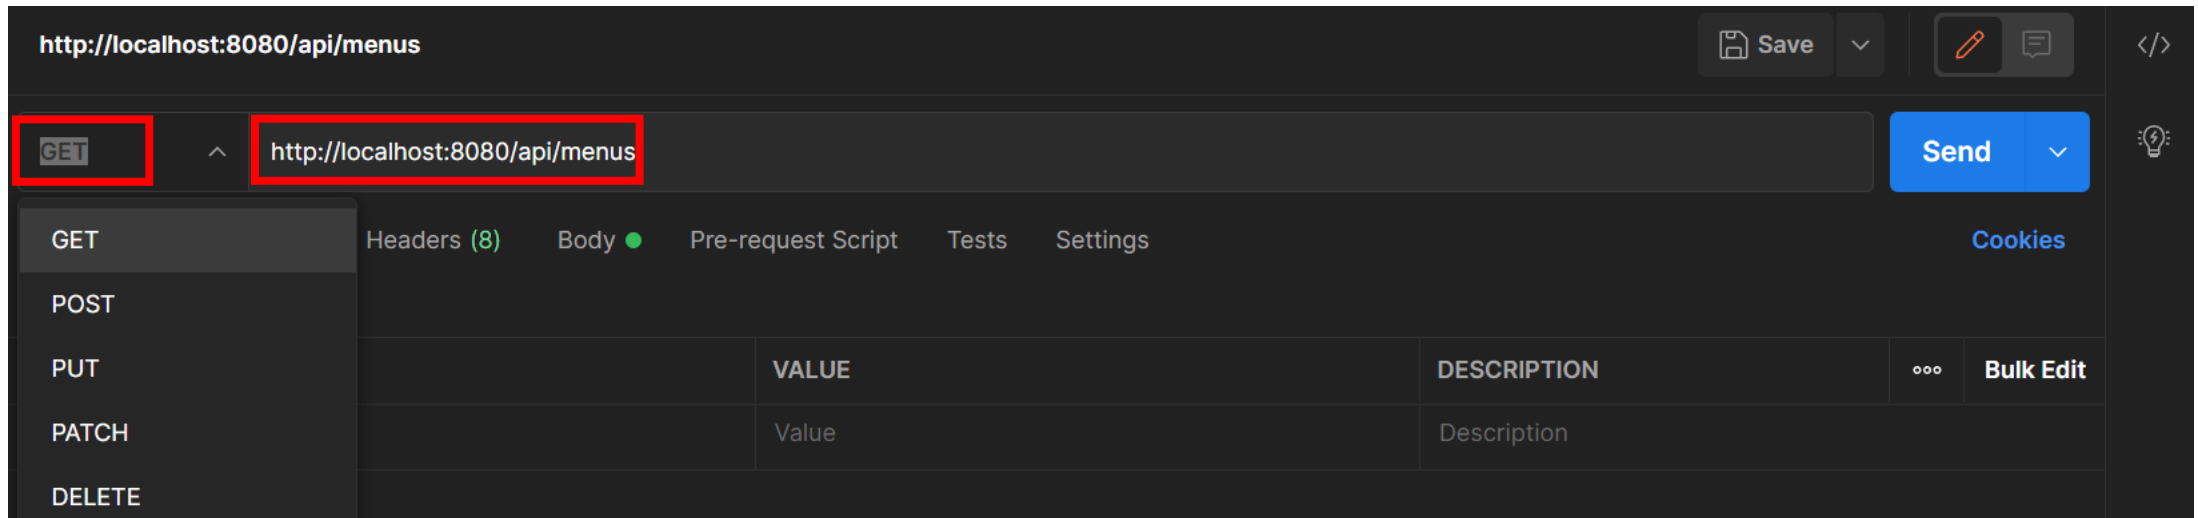 http://localhost:8080/api/menus
Save
GET
http://localhost:8080/api/menus
Send
GET
Headers (8)
Body
Pre-request Script
Tests
Settings
Cookies
POST
PUT
VALUE
DESCRIPTION
Bulk Edit
PATCH
Value
Description
DELETE